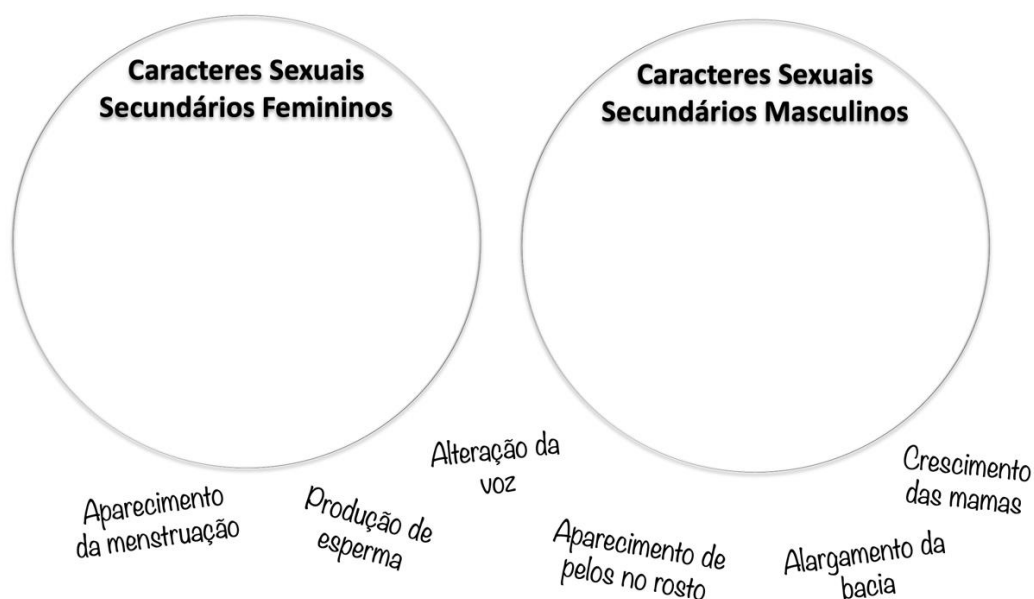 Caracteres Sexuais
Secundários Femininos
Caracteres Sexuais
Secundários Masculinos
Aparecimento
da menstruação
Produção de
esperma
Alteração da
voz
Aparecimento de
pelos no rosto
Alargamento da
bacia
Crescimento
das mamas